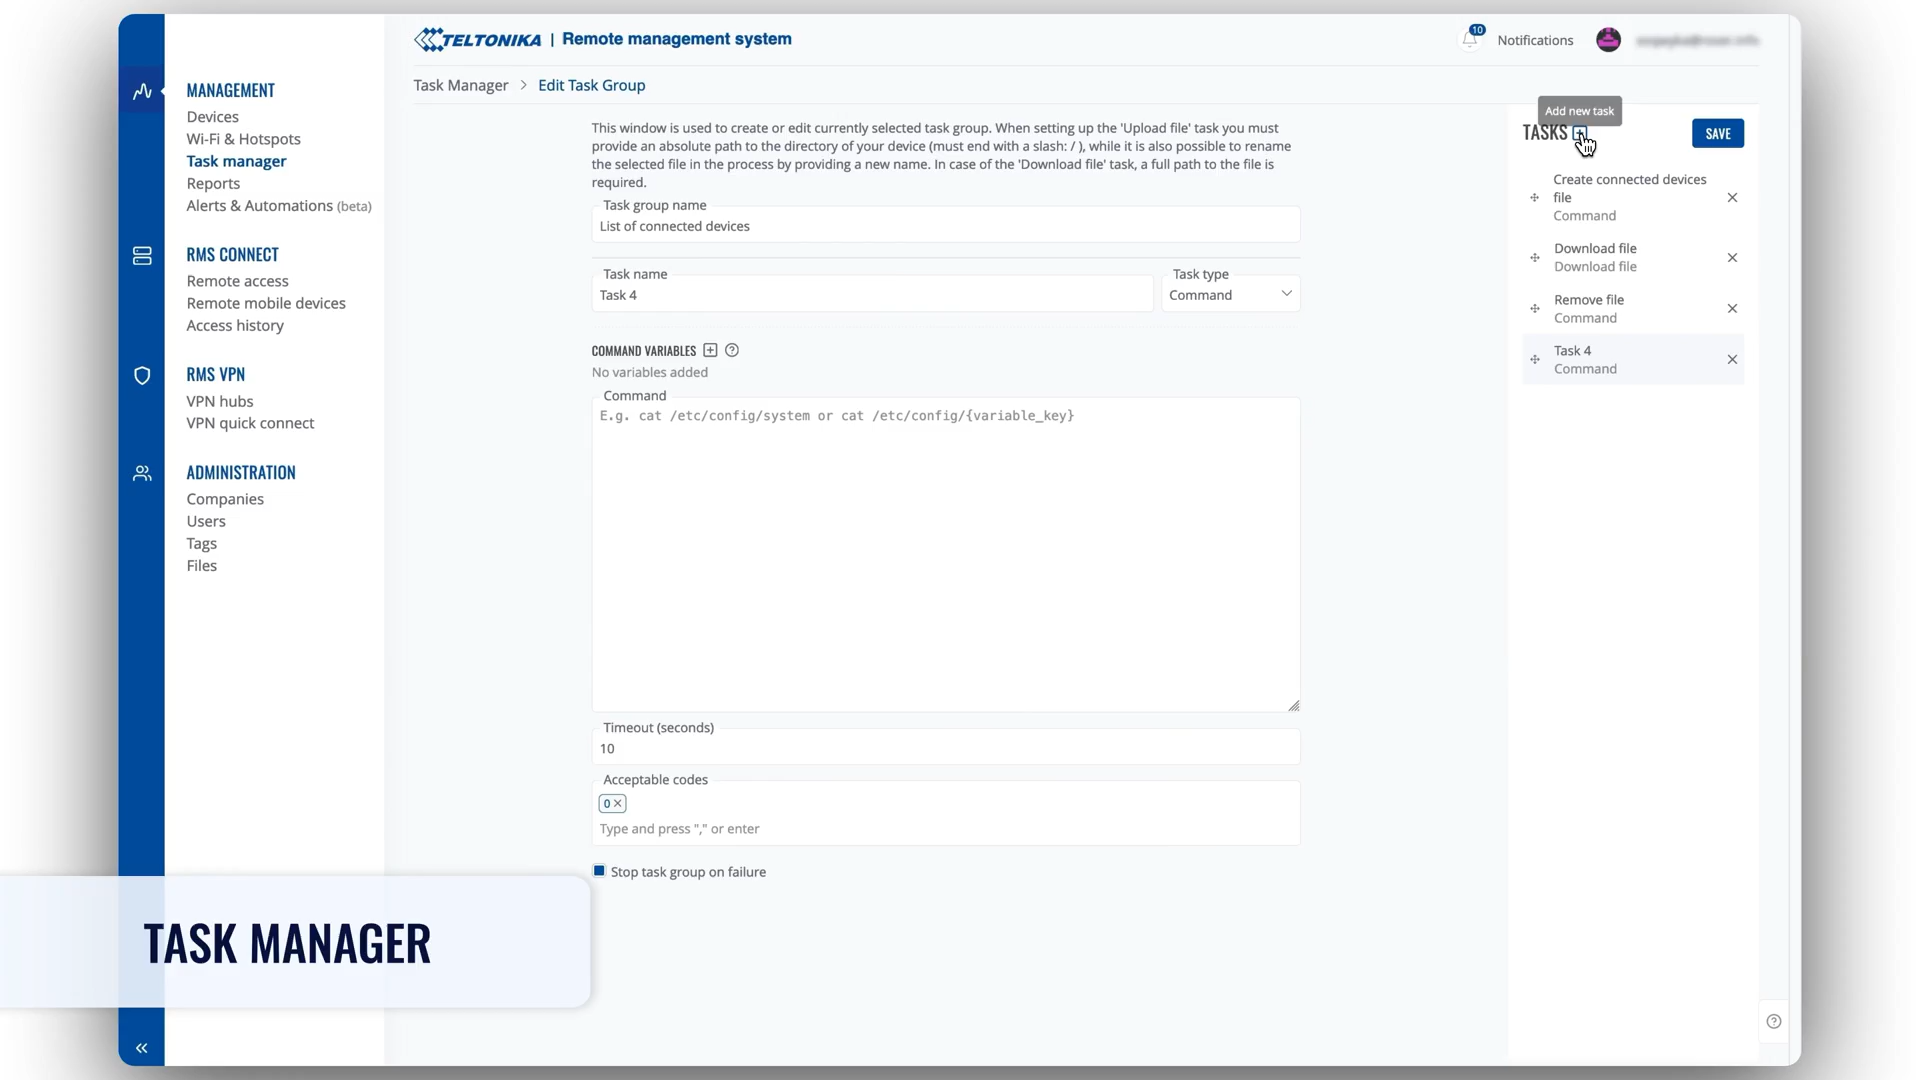 TELTONIKA | Remote management system
10
Notifications
MANAGEMENT
Devices
Wi-Fi & Hotspots
Task manager
Reports
Alerts & Automations (beta)
RMS CONNECT
Remote access
Remote mobile devices
Access history
RMS VPN
VPN hubs
VPN quick connect
ADMINISTRATION
Companies
Users
Tags
Files
Task Manager > Edit Task Group
This window is used to create or edit currently selected task group. When setting up the 'Upload file' task you must
provide an absolute path to the directory of your device (must end with a slash: / ), while it is also possible to rename
the selected file in the process by providing a new name. In case of the 'Download file' task, a full path to the file is
required.
Task group name
List of connected devices
Task name
Task 4
Task type
Command
COMMAND VARIABLES
No variables added
Command
E.g. cat /etc/config/system or cat /etc/config/{variable_key}
Timeout (seconds)
10
Acceptable codes
0
Type and press "," or enter
Stop task group on failure
Add new task
TASKS
SAVE
Create connected devices
file
Command
Download file
Download file
Remove file
Command
Task 4
Command
TASK MANAGER